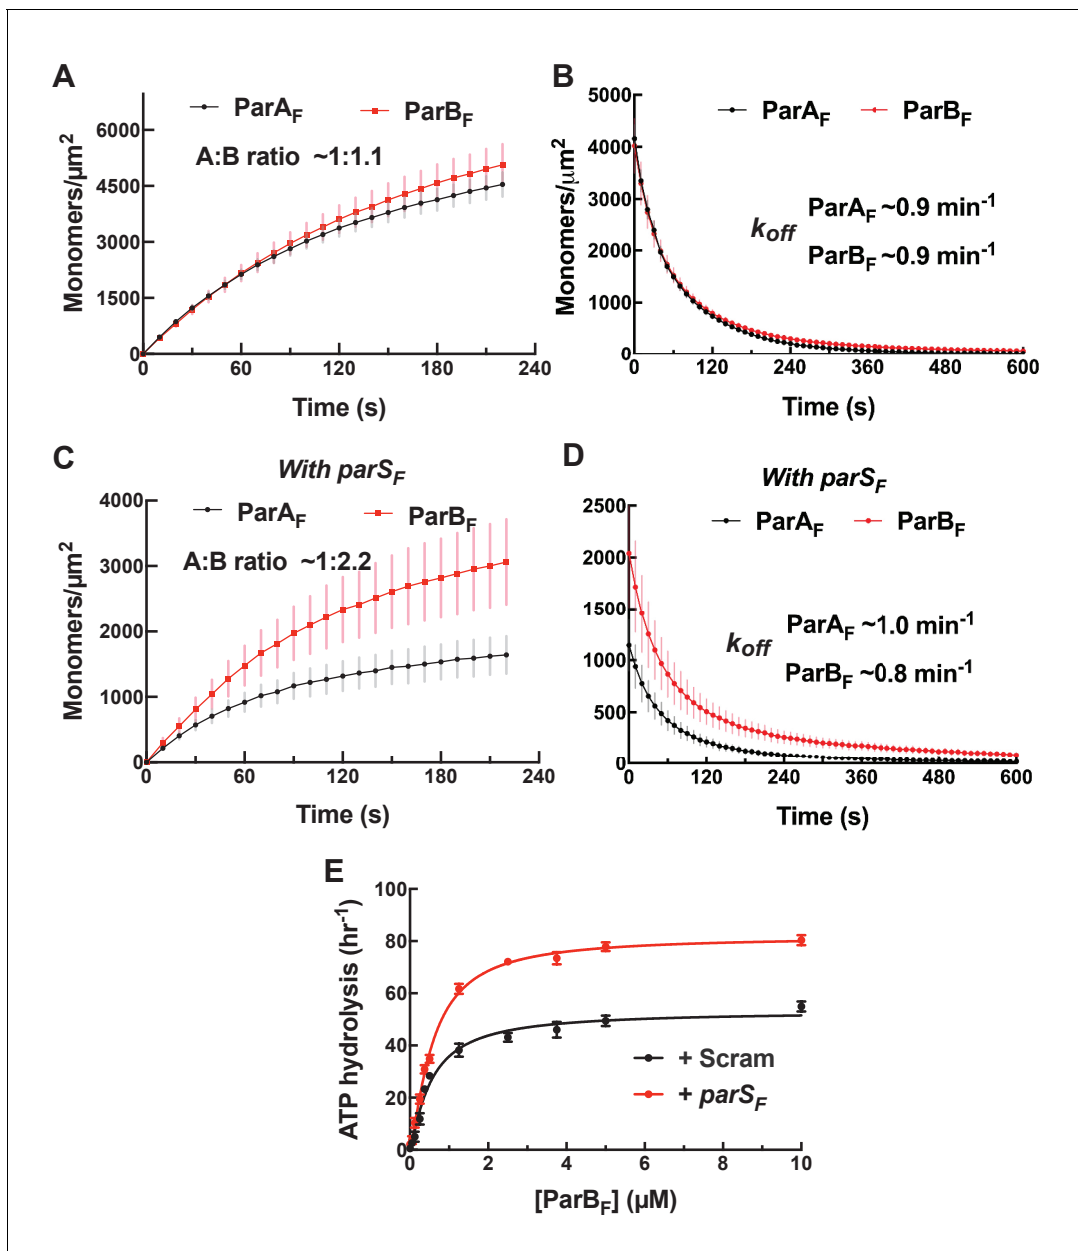 A
ParA_F
ParB_F
A:B ratio ~1:1.1
Monomers/µm²
6000
4500
3000
1500
0
0
60
120
180
240
Time (s)
B
ParA_F
ParB_F
k_off
ParA_F ~0.9 min⁻¹
ParB_F ~0.9 min⁻¹
Monomers/µm²
5000
4000
3000
2000
1000
0
0
120
240
360
480
600
Time (s)
C
With parS_F
ParA_F
ParB_F
A:B ratio ~1:2.2
Monomers/µm²
4000
3000
2000
1000
0
0
60
120
180
240
Time (s)
D
With parS_F
ParA_F
ParB_F
k_off
ParA_F ~1.0 min⁻¹
ParB_F ~0.8 min⁻¹
2500
2000
1500
1000
500
0
0
120
240
360
480
600
Time (s)
E
ATP hydrolysis (hr⁻¹)
100
80
60
40
20
0
+ Scram
+ parS_F
0
2
4
6
8
10
[ParB_F] (µM)